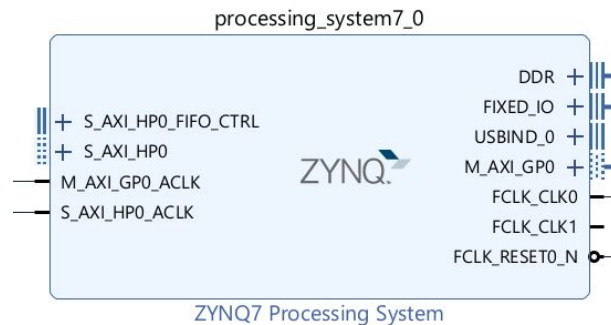 processing_system7_0
S_AXI_HP0_FIFO_CTRL
S_AXI_HP0
M_AXI_GP0_ACLK
S_AXI_HP0_ACLK
ZYNQ
DDR
FIXED_IO
USBIND_0
M_AXI_GP0
FCLK_CLK0
FCLK_CLK1
FCLK_RESET0_N
ZYNQ7 Processing System